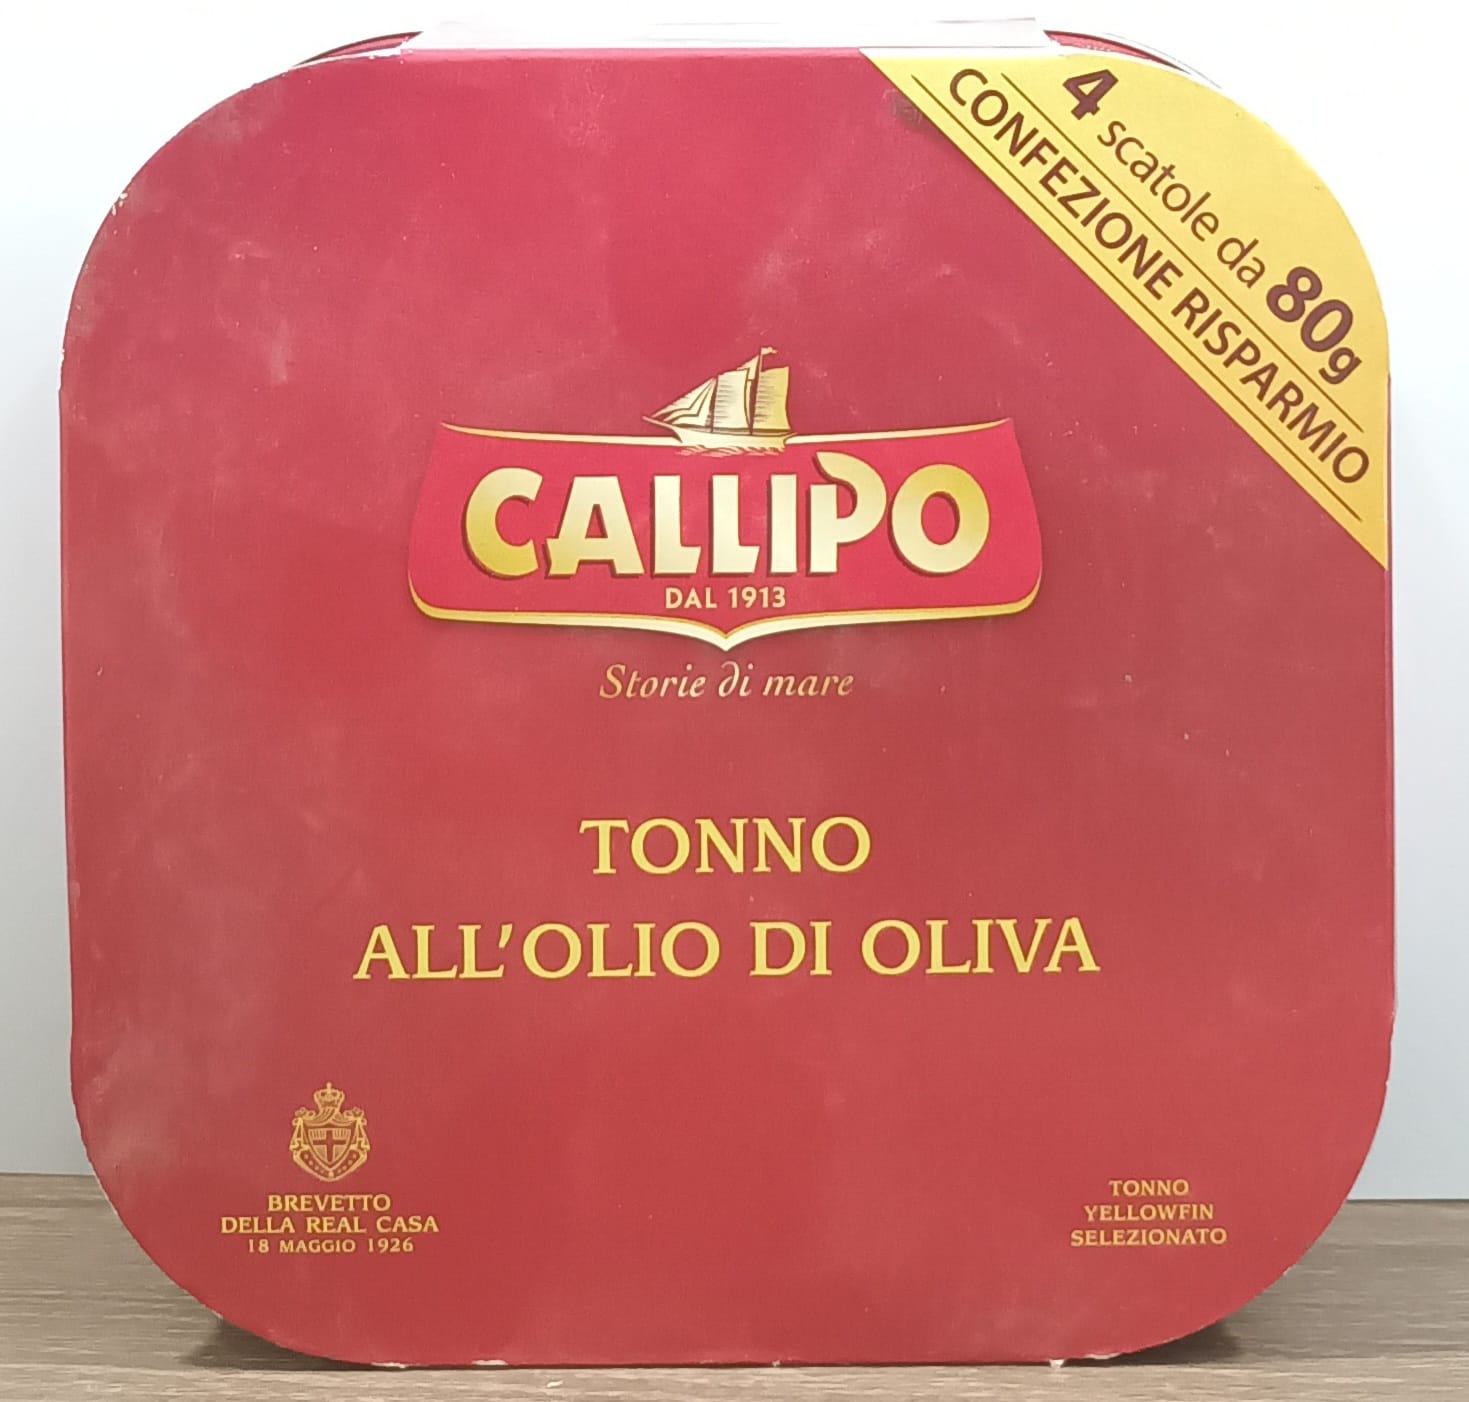 4 scatole da 80g
CONFEZIONE RISPARMIO
CALLIPO
DAL 1913
Storie di mare
TONNO
ALL'OLIO DI OLIVA
BREVETTO
DELLA REAL CASA
18 MAGGIO 1926
TONNO
YELLOWFIN
SELEZIONATO